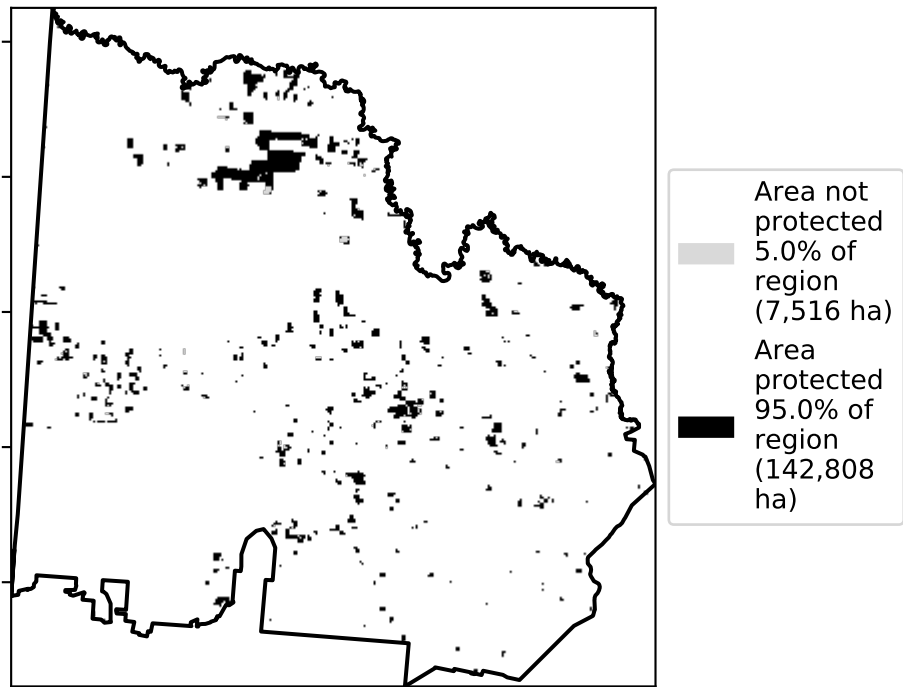 Area not
protected
5.0% of
region
(7,516 ha)
Area
protected
95.0% of
region
(142,808
ha)